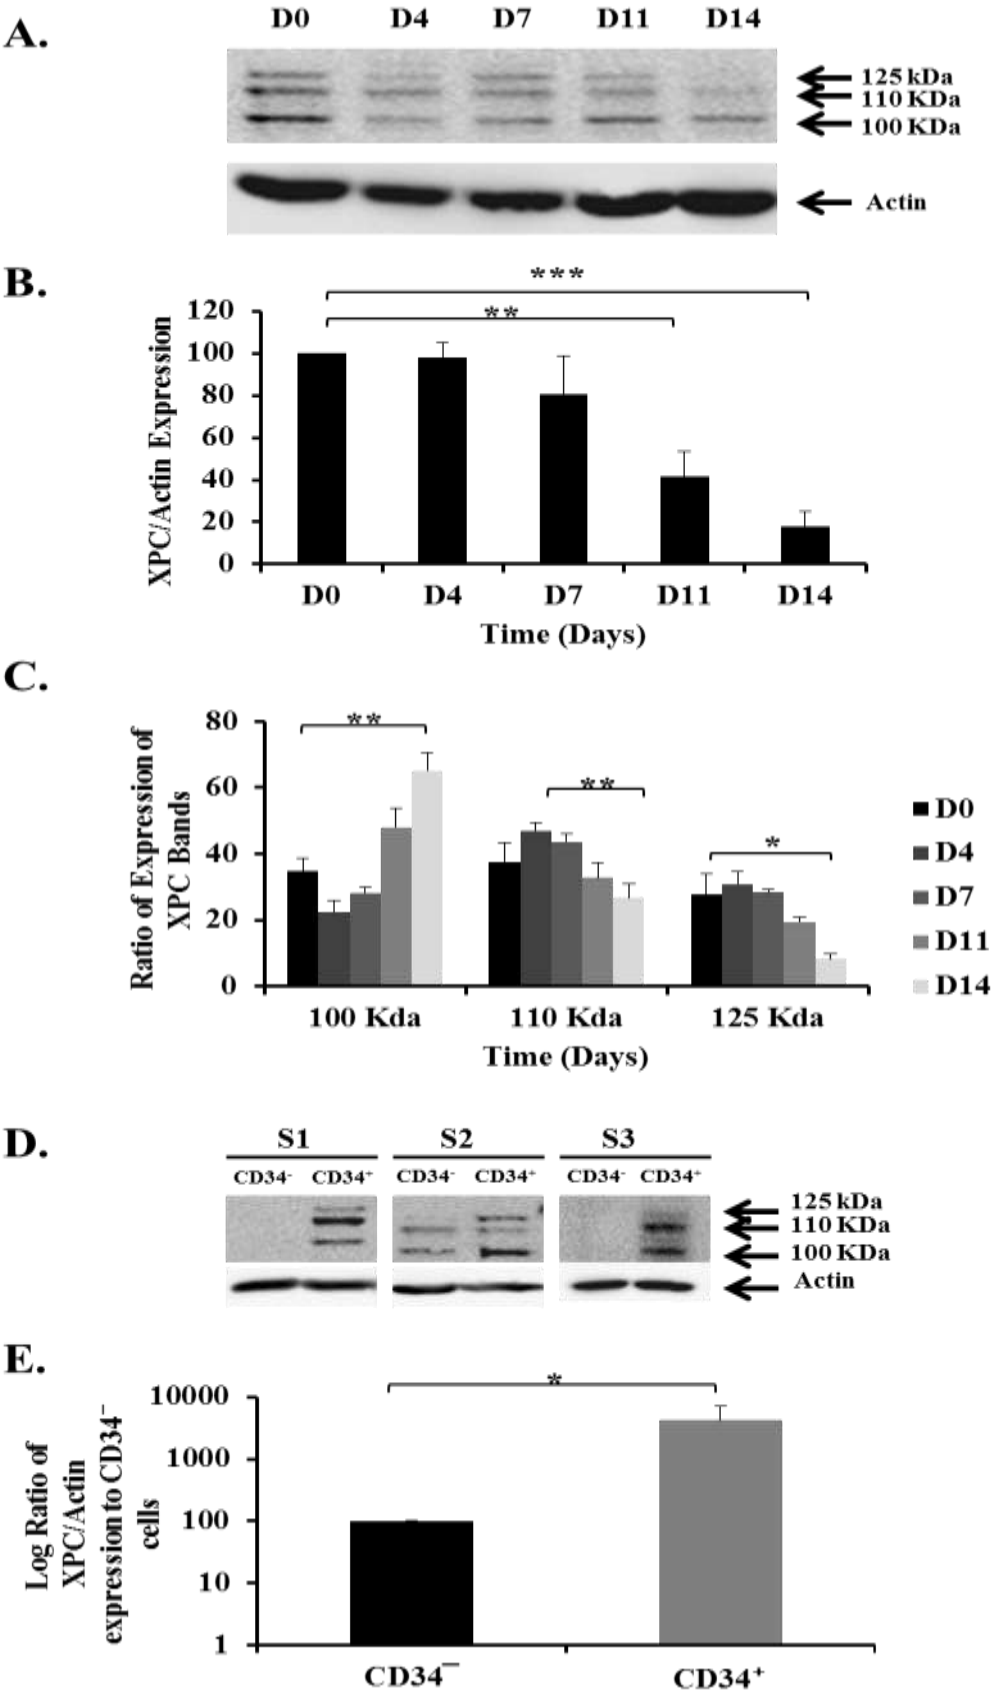 A.
D0 D4 D7 D11 D14
125 kDa
110 KDa
100 KDa
Actin
B.
***
**
XPC/Actin Expression
120
100
80
60
40
20
0
D0 D4 D7 D11 D14
Time (Days)
C.
**
**
*
Ratio of Expression of
XPC Bands
80
60
40
20
0
100 Kda 110 Kda 125 Kda
Time (Days)
D0
D4
D7
D11
D14
D.
S1 S2 S3
CD34⁻ CD34⁺ CD34⁻ CD34⁺ CD34⁻ CD34⁺
125 kDa
110 KDa
100 KDa
Actin
E.
*
Log Ratio of
XPC/Actin
expression to CD34⁻
cells
10000
1000
100
10
1
CD34⁻ CD34⁺